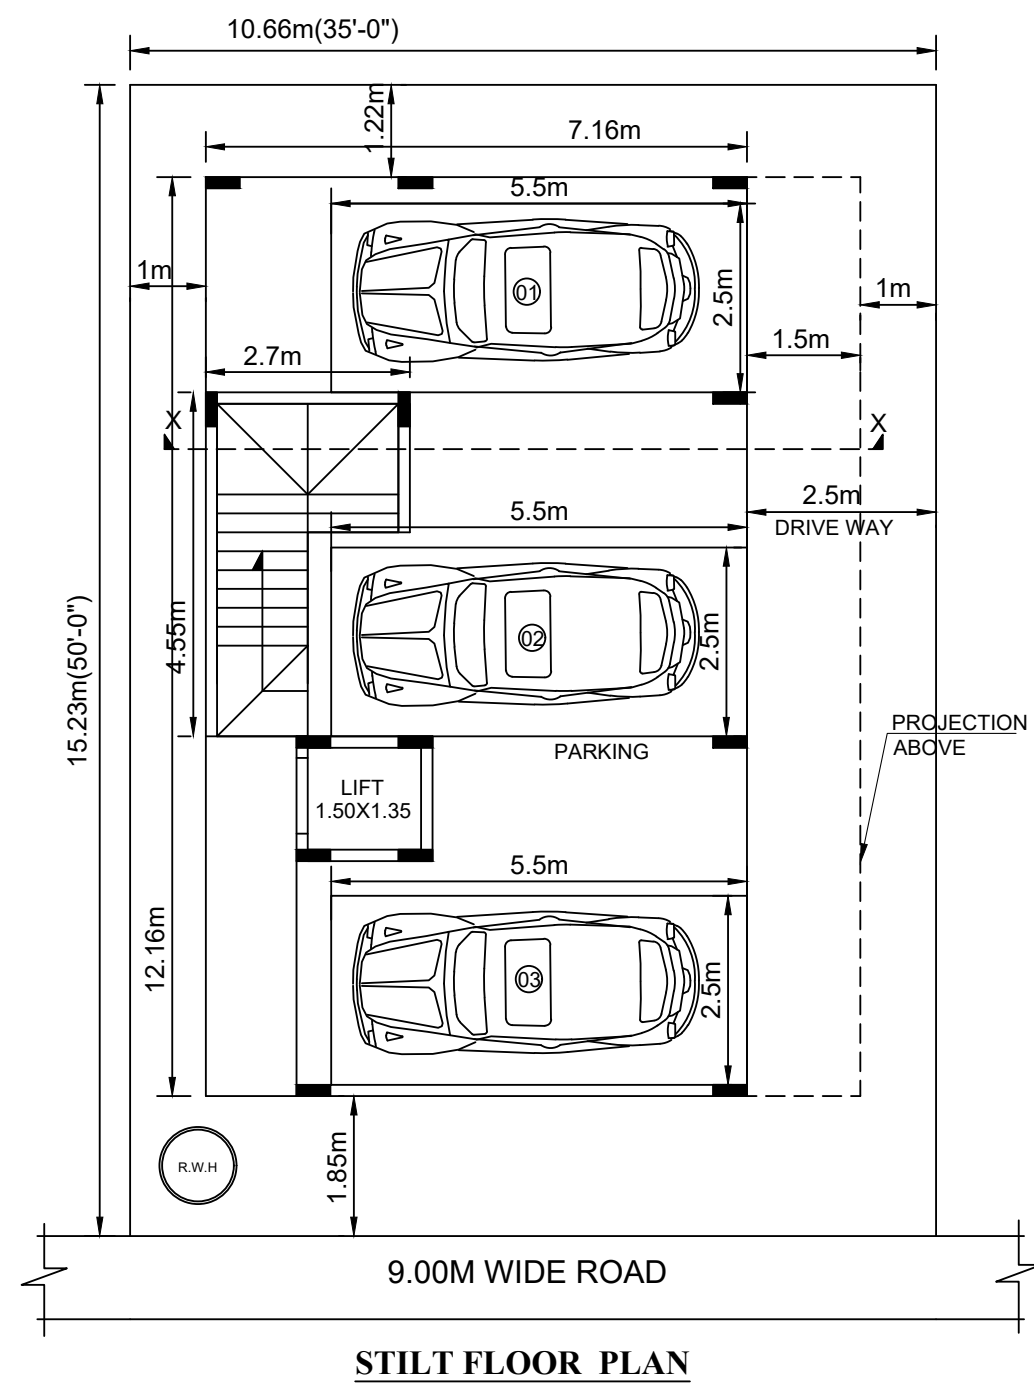 10.66m(35'-0")
1.22m
7.16m
5.5m
1m
01
2.5m
1m
1.5m
2.7m
X
X
2.5m
DRIVE WAY
5.5m
15.23m(50'-0")
4.55m
02
2.5m
PROJECTION
ABOVE
PARKING
LIFT
1.50X1.35
5.5m
12.16m
03
2.5m
R.W.H
1.85m
9.00M WIDE ROAD
STILT FLOOR PLAN